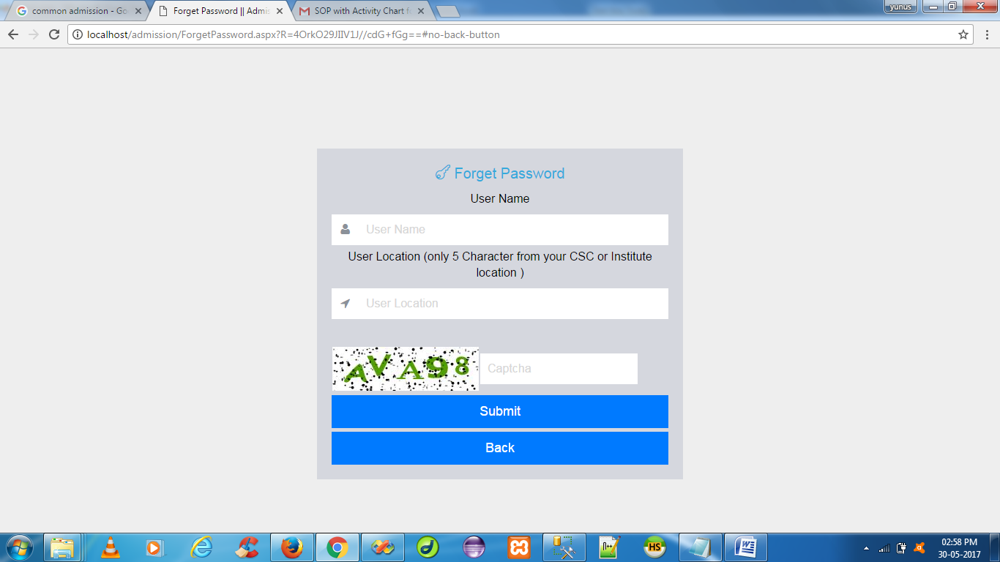 common admission - Go
Forget Password || Admis
SOP with Activity Chart f
yunus
localhost/admission/ForgetPassword.aspx?R=4OrkO29JIIV1J//cdG+fGg==#no-back-button
Forget Password
User Name
User Name
User Location (only 5 Character from your CSC or Institute
location )
User Location
AVA98
Captcha
Submit
Back
HS
02:58 PM
30-05-2017